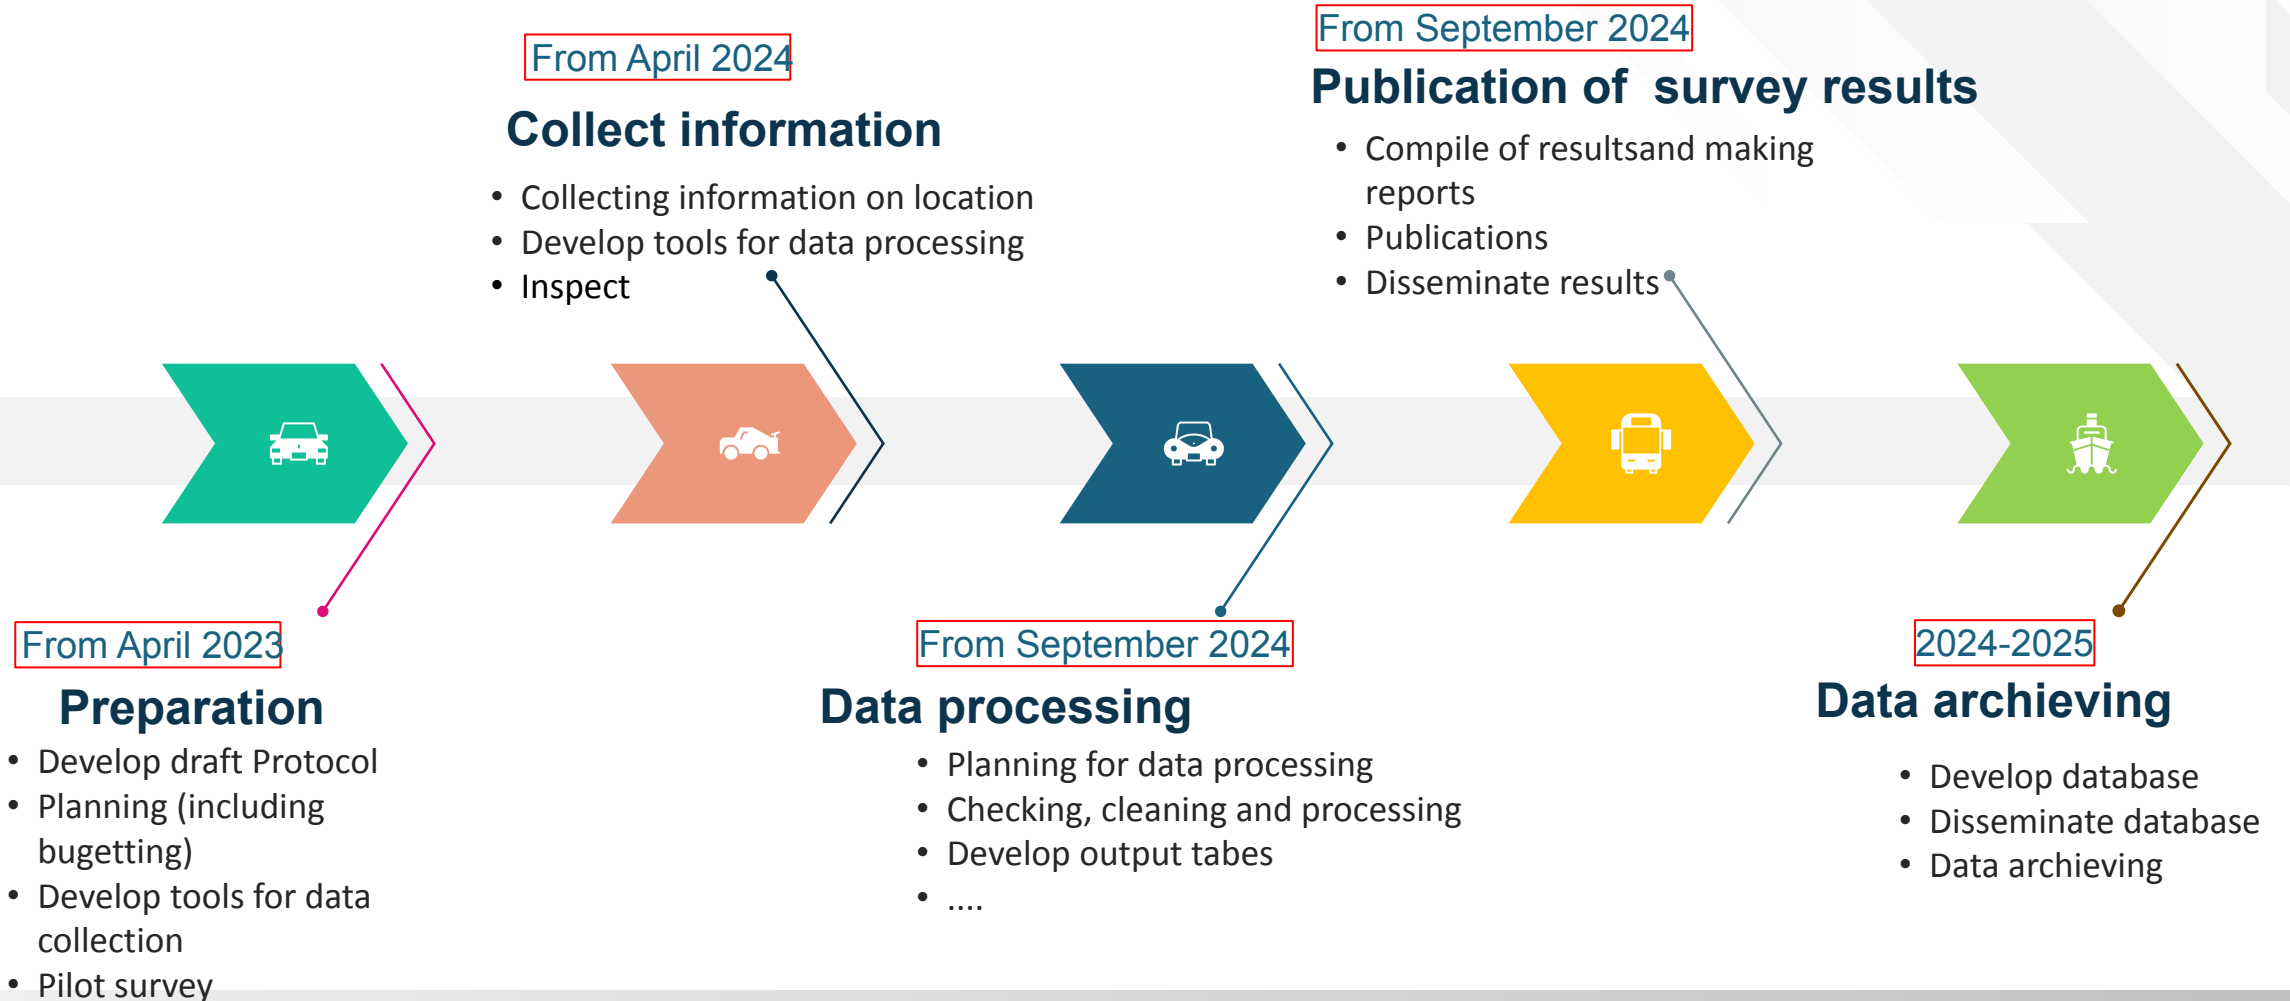 From April 2024
Collect information
• Collecting information on location
• Develop tools for data processing
• Inspect
From September 2024
Publication of  survey results
• Compile of resultsand making
reports
• Publications
• Disseminate results
From April 2023
Preparation
• Develop draft Protocol
• Planning (including
bugetting)
• Develop tools for data
collection
• Pilot survey
From September 2024
Data processing
• Planning for data processing
• Checking, cleaning and processing
• Develop output tabes
• ....
2024-2025
Data archieving
• Develop database
• Disseminate database
• Data archieving